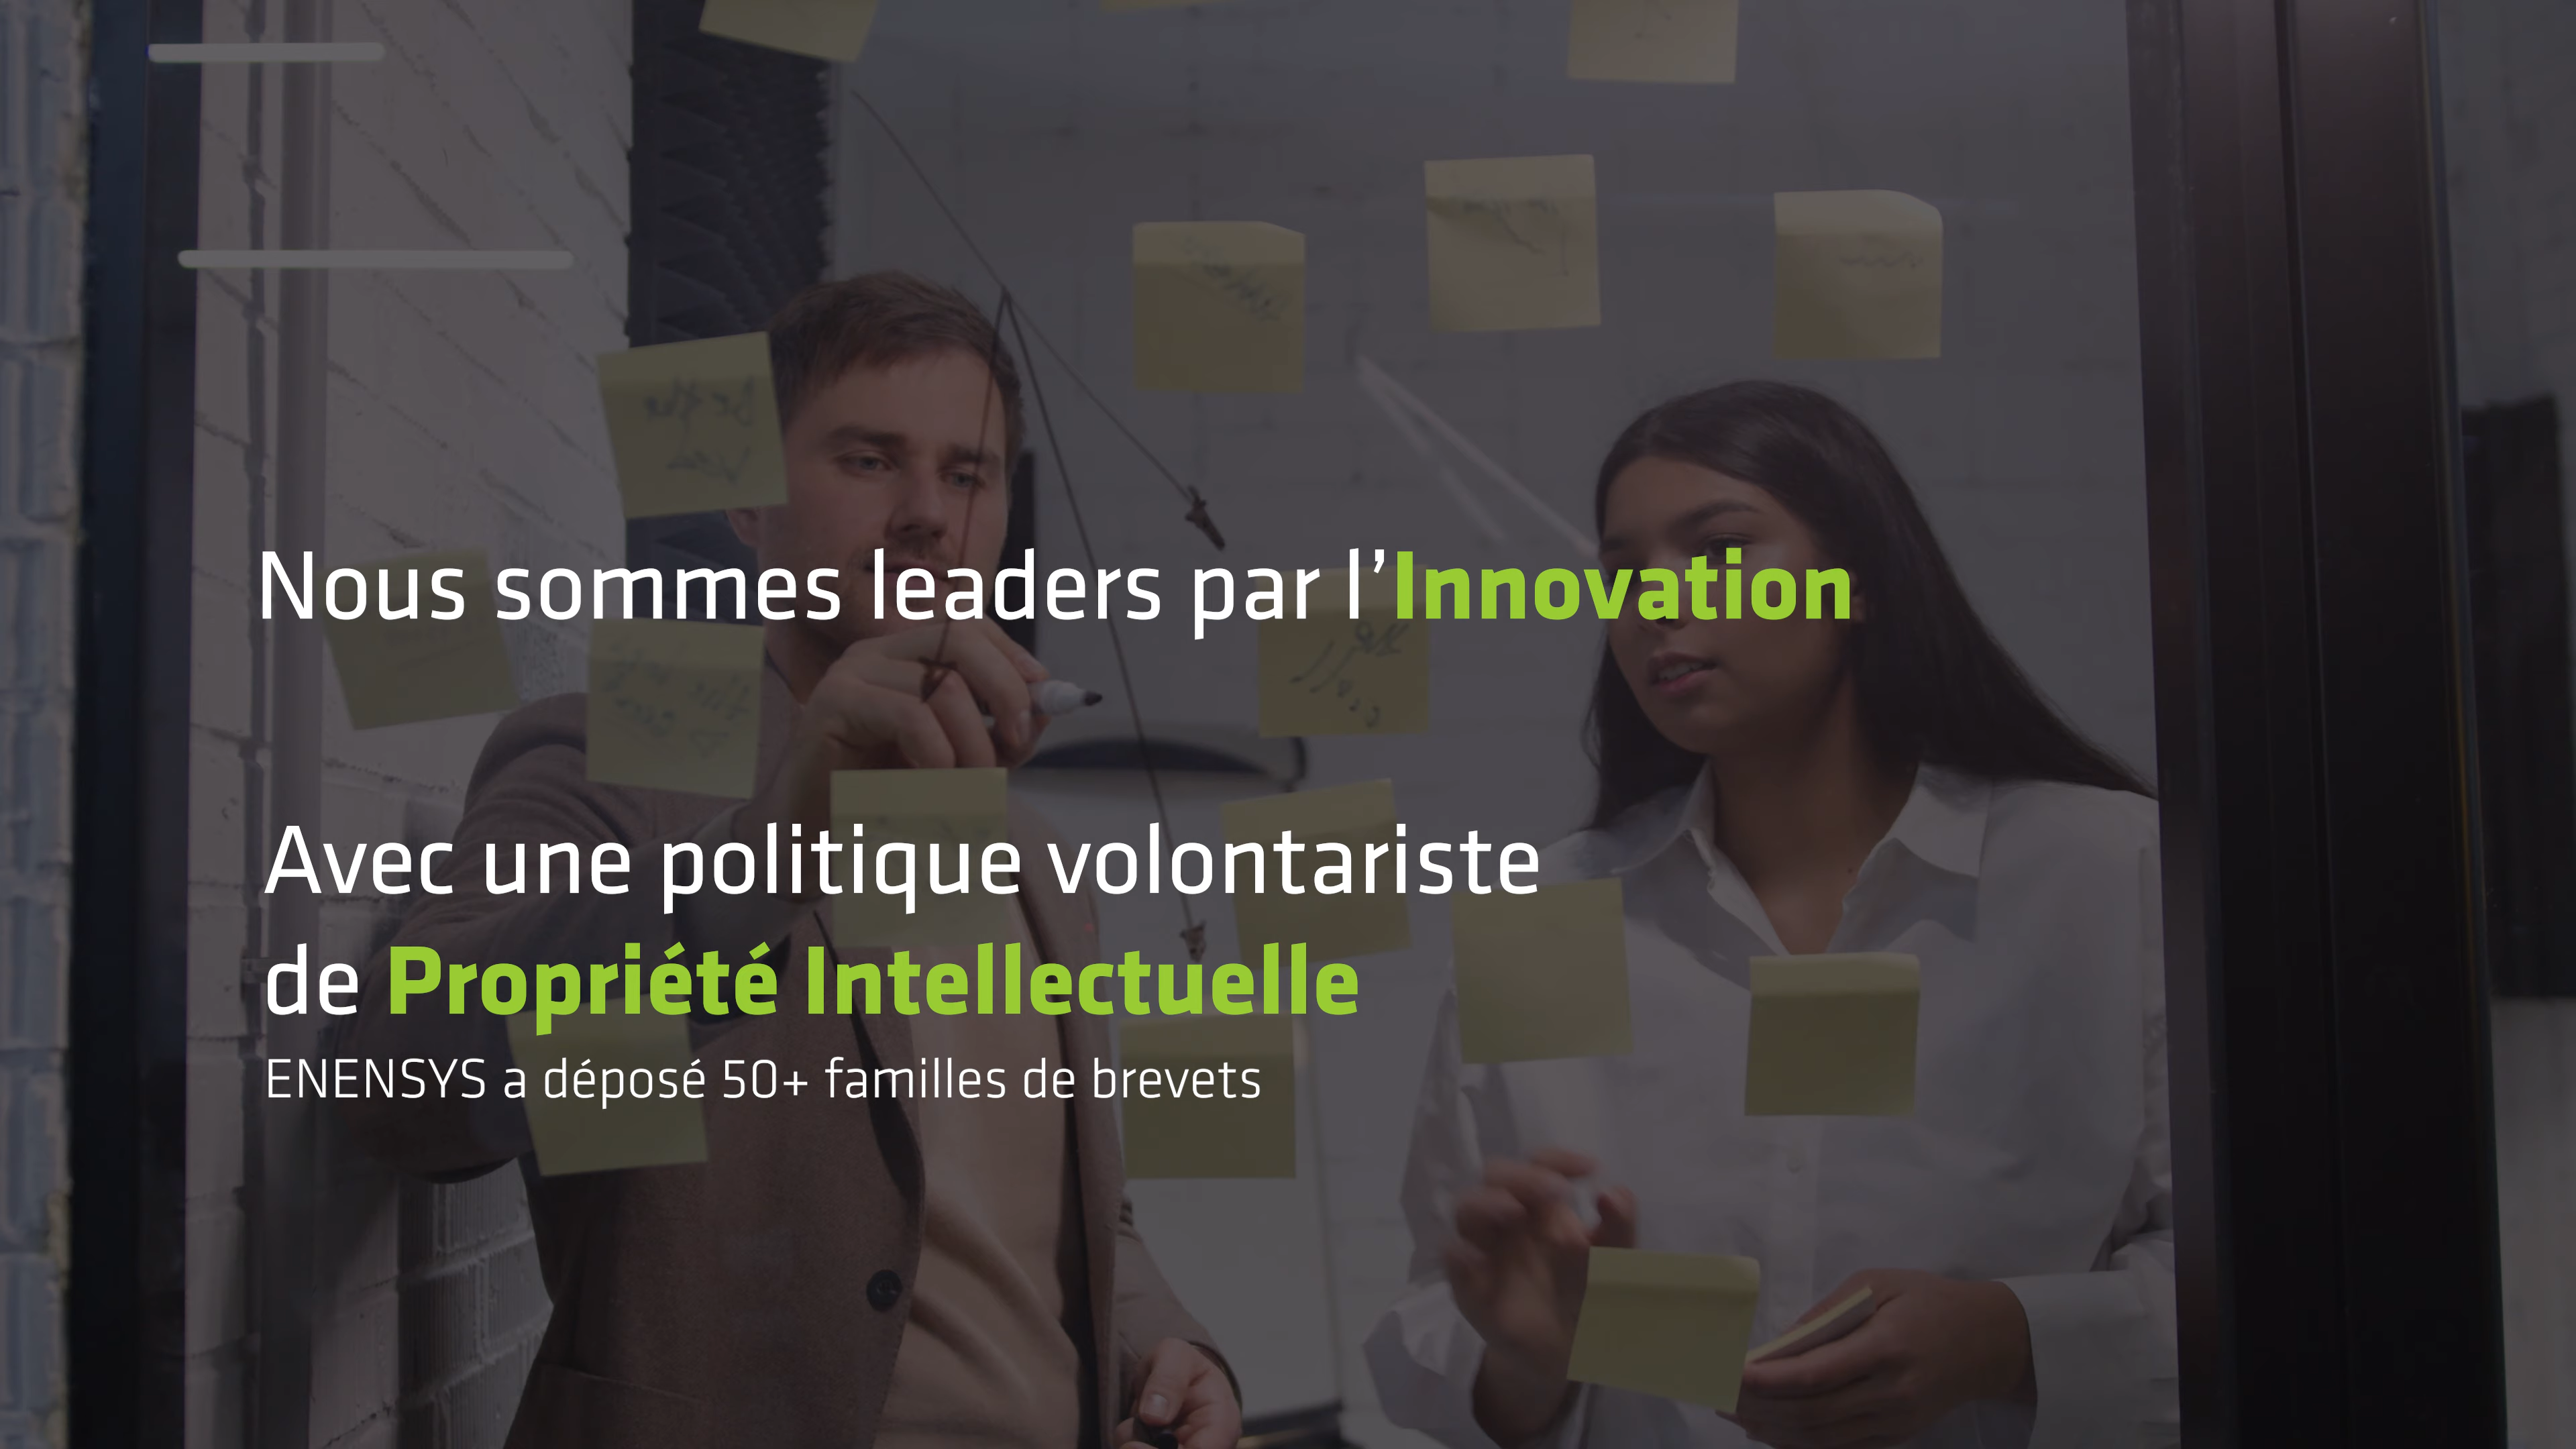 Nous sommes leaders par l’Innovation
Avec une politique volontariste
de Propriété Intellectuelle
ENENSYS a déposé 50+ familles de brevets